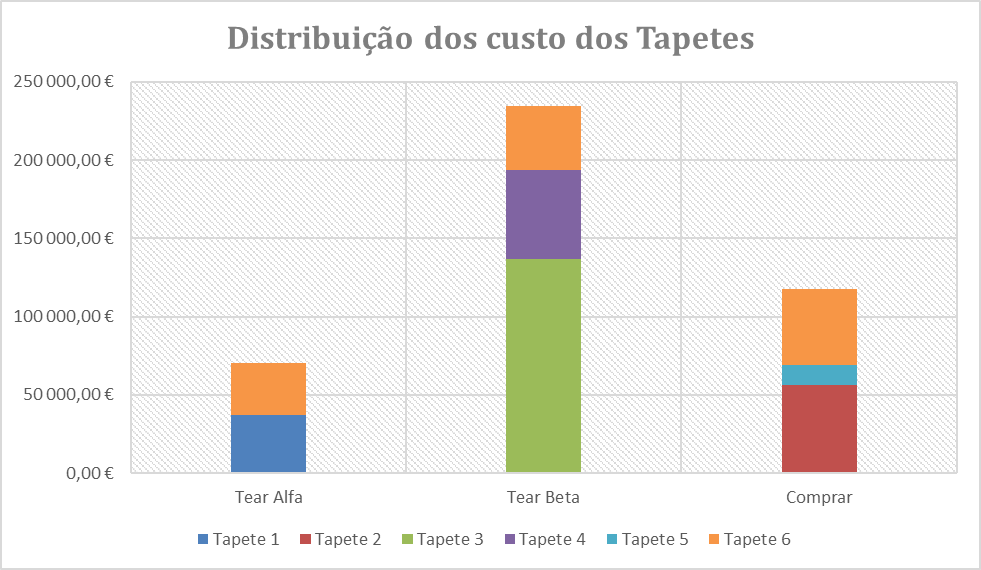 Distribuição dos custo dos Tapetes
250 000,00 €
200 000,00 €
150 000,00 €
100 000,00 €
50 000,00 €
0,00 €
Tear Alfa Tear Beta Comprar
Tapete 1 Tapete 2 Tapete 3 Tapete 4 Tapete 5 Tapete 6